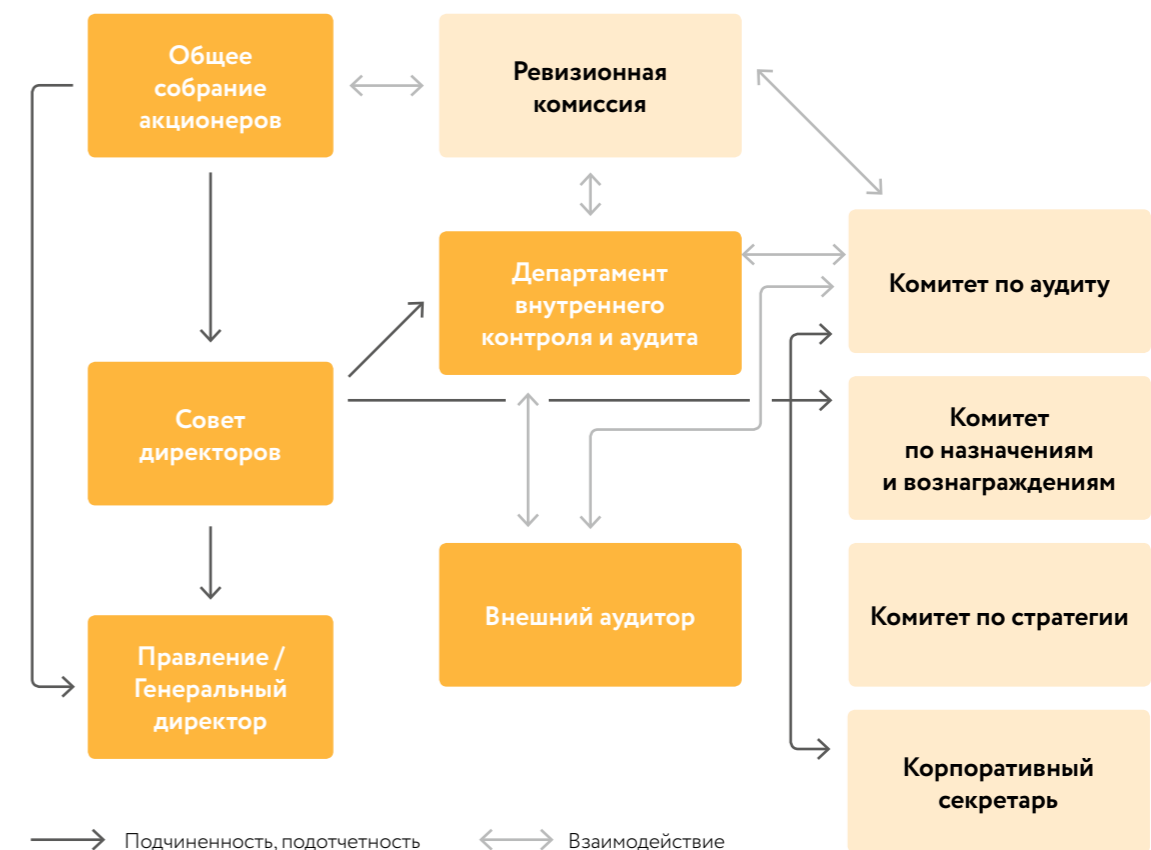 Общее
собрание
акционеров
Ревизионная
комиссия
Департамент
внутреннего
контроля и аудита
Комитет по аудиту
Совет
директоров
Комитет
по назначениям
и вознаграждениям
Внешний аудитор
Комитет по стратегии
Правление /
Генеральный
директор
Корпоративный
секретарь
Подчиненность, подотчетность
Взаимодействие